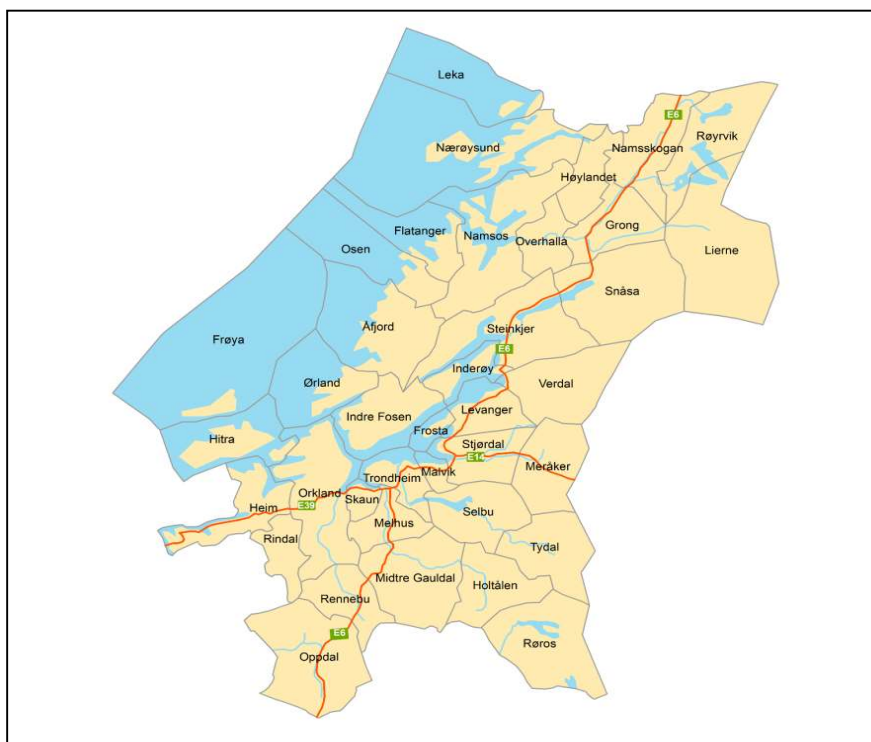 Leka
E6
Røyrvik
Nærøysund
Namsskogan
Høylandet
Grong
Flatanger
Namsos
Overhalla
Osen
Lierne
Snåsa
Åfjord
Steinkjer
Frøya
E6
Inderøy
Ørland
Verdal
Indre Fosen
Levanger
Frosta
Hitra
Stjørdal
E14
Malvik
Meråker
Trondheim
Orkland
Skaun
E39
Heim
Selbu
Melhus
Rindal
Tydal
Midtre Gauldal
Holtålen
Rennebu
E6
Røros
Oppdal